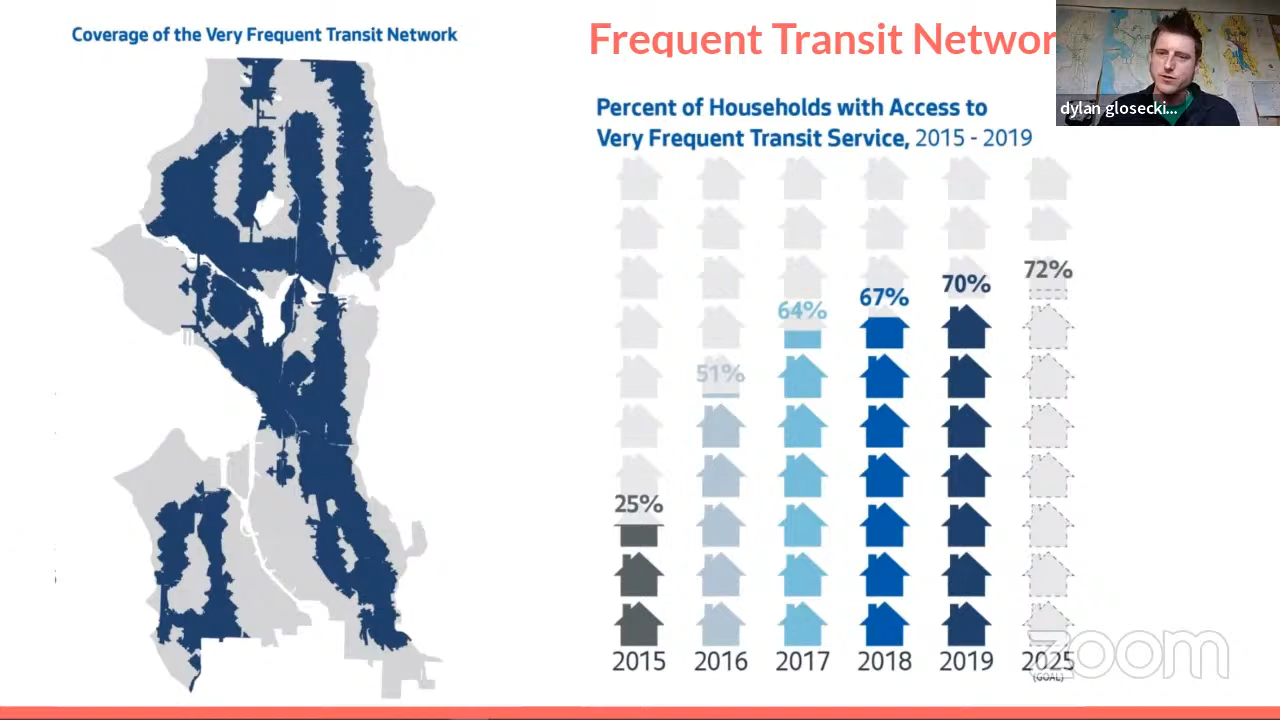 Coverage of the Very Frequent Transit Network
Frequent Transit Networ
dylan glosecki...
Percent of Households with Access to
Very Frequent Transit Service, 2015 - 2019
72%
70%
67%
64%
51%
25%
2015 2016 2017 2018 2019 2025
(GOAL)
zoom